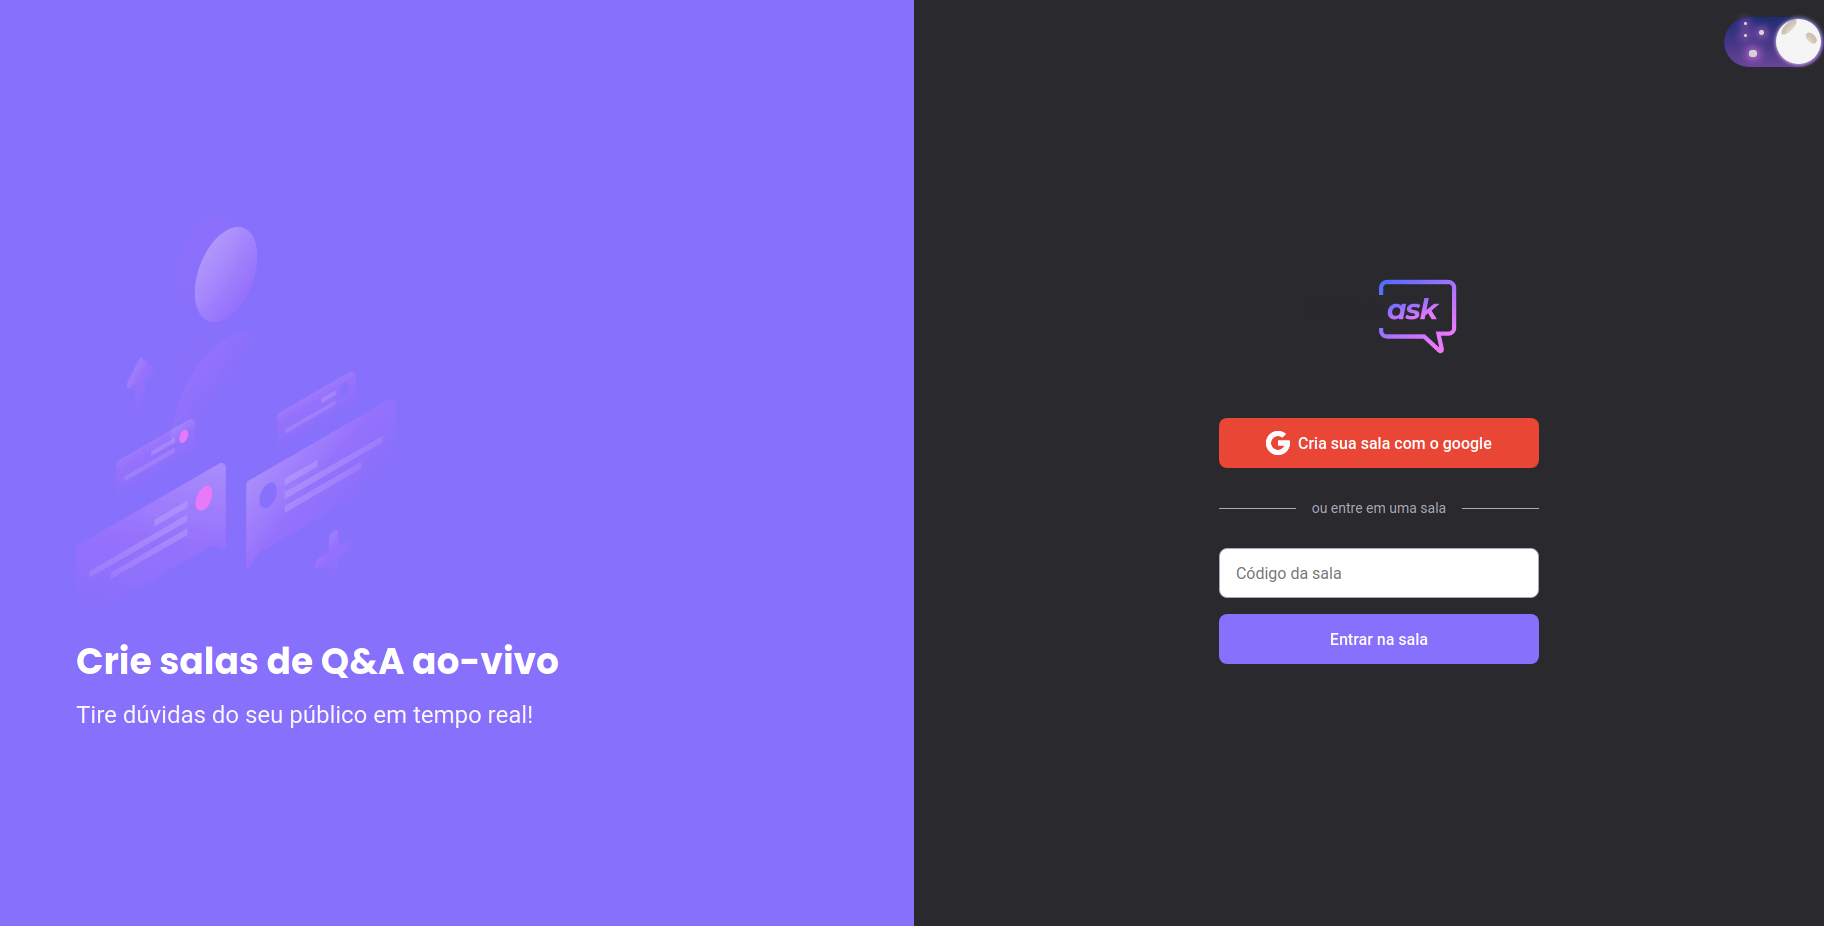 Crie salas de Q&A ao-vivo
Tire dúvidas do seu público em tempo real!
ask
Cria sua sala com o google
ou entre em uma sala
Código da sala
Entrar na sala